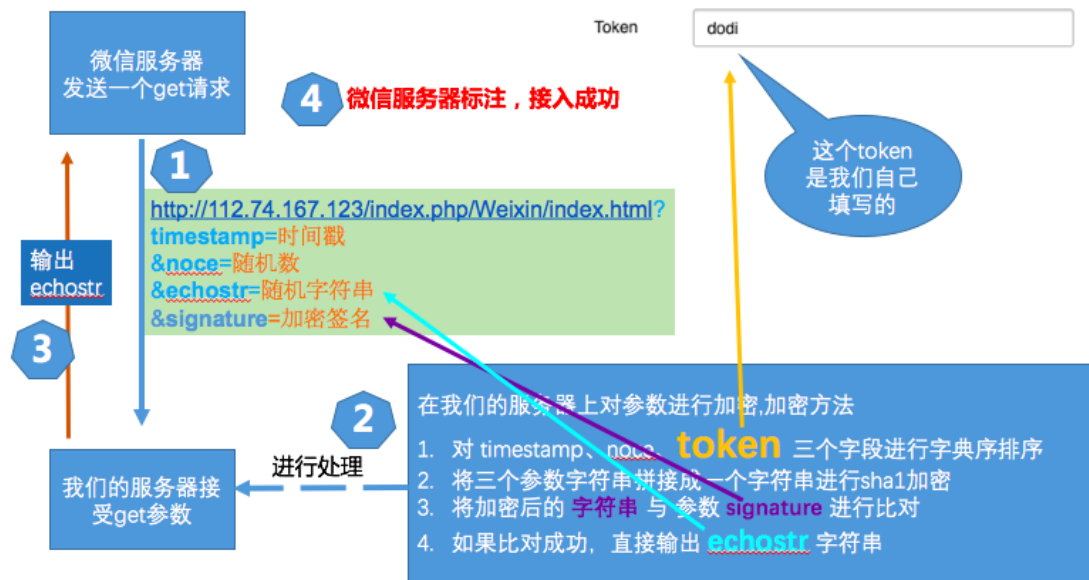 微信服务器
发送一个get请求
Token
dodi
4
微信服务器标注，接入成功
这个token
是我们自己
填写的
1
http://112.74.167.123/index.php/Weixin/index.html?
timestamp=时间戳
&noce=随机数
&echostr=随机字符串
&signature=加密签名
输出
echostr
3
2
在我们的服务器上对参数进行加密,加密方法
1. 对 timestamp、noce、token 三个字段进行字典序排序
2. 将三个参数字符串拼接成一个字符串进行sha1加密
3. 将加密后的 字符串 与 参数 signature 进行比对
4. 如果比对成功，直接输出 echostr 字符串
进行处理
我们的服务器接
受get参数